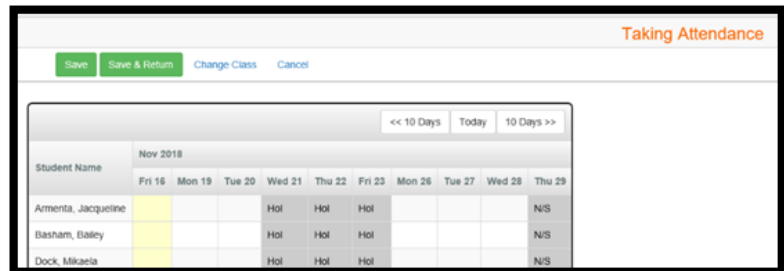 Taking Attendance
Save Save & Return Change Class Cancel
<< 10 Days Today 10 Days >>
Student Name
Nov 2018
Fri 16 Mon 19 Tue 20 Wed 21 Thu 22 Fri 23 Mon 26 Tue 27 Wed 28 Thu 29
Armenta, Jacqueline Hol Hol Hol N/S
Basham, Bailey Hol Hol Hol N/S
Dock, Mikaela Hol Hol Hol N/S